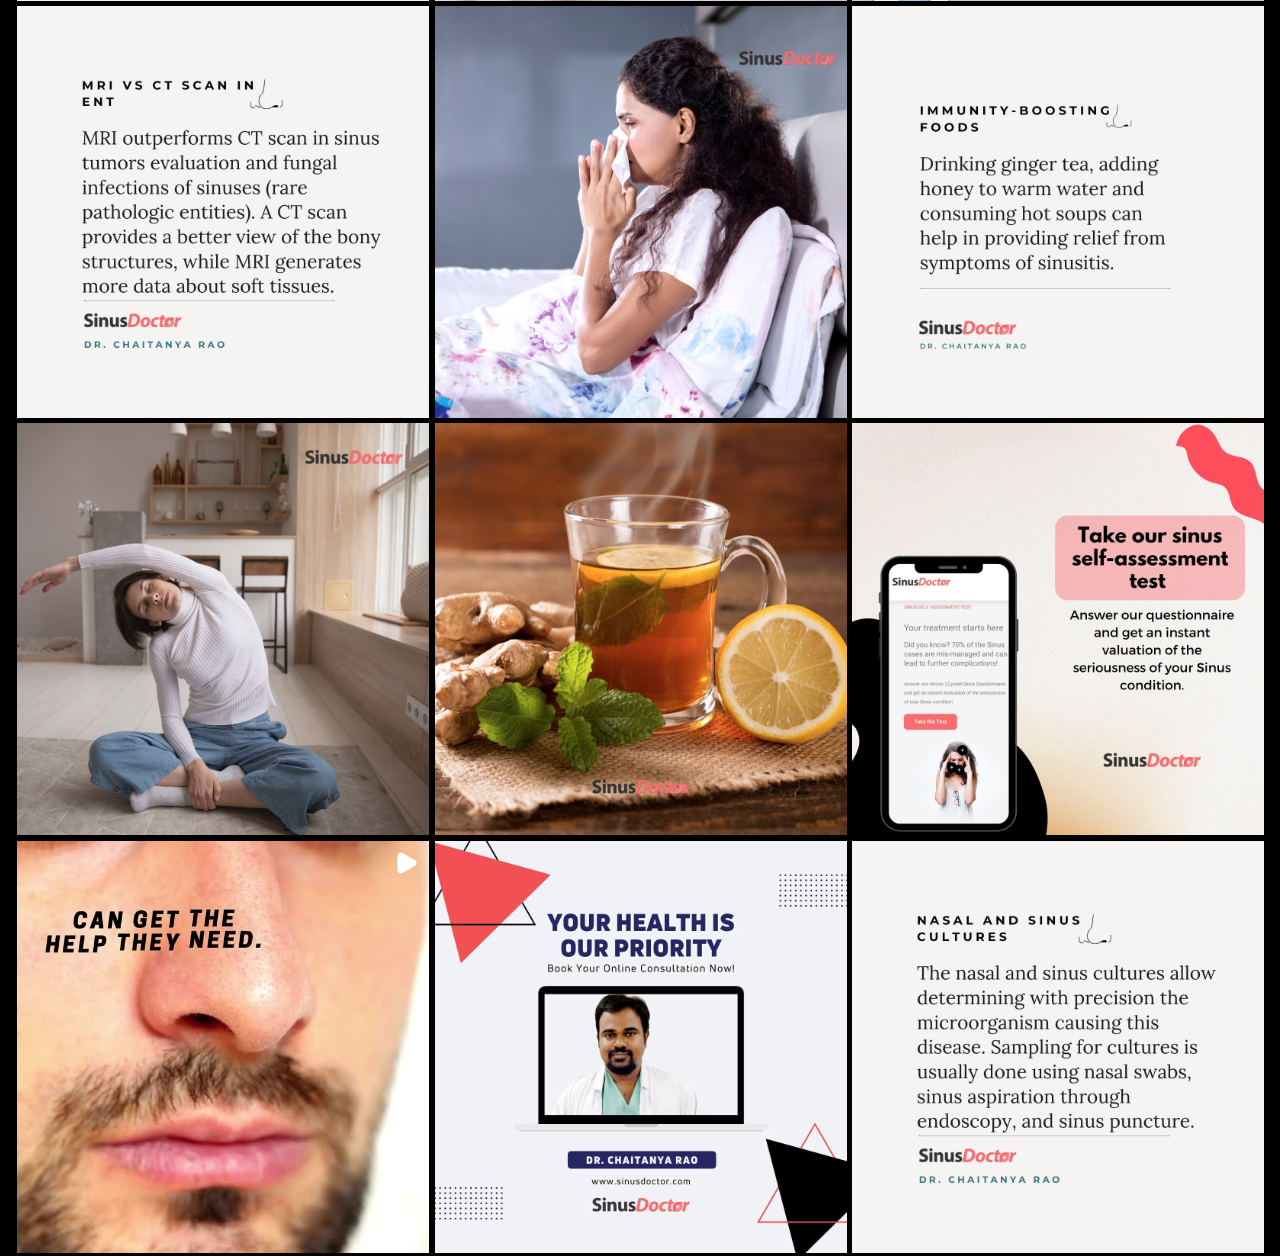 MRI VS CT SCAN IN
ENT
MRI outperforms CT scan in sinus
tumors evaluation and fungal
infections of sinuses (rare
pathologic entities). A CT scan
provides a better view of the bony
structures, while MRI generates
more data about soft tissues.
SinusDoctor
DR. CHAITANYA RAO
SinusDoctor
IMMUNITY-BOOSTING
FOODS
Drinking ginger tea, adding
honey to warm water and
consuming hot soups can
help in providing relief from
symptoms of sinusitis.
SinusDoctor
DR. CHAITANYA RAO
SinusDoctor
SinusDoctor
Take our sinus
self-assessment
test
Answer our questionnaire
and get an instant
valuation of the
seriousness of your Sinus
condition.
SinusDoctor
SinusDoctor
SINUS SELF ASSESSMENT TEST
Your treatment starts here
Did you know? 70% of the Sinus
cases are mis-managed and can
lead to further complications!
Answer our simple 22 point Sinus Questionnaire
and get an instant evaluation of the seriousness
of your Sinus condition.
Take the Test
CAN GET THE
HELP THEY NEED.
YOUR HEALTH IS
OUR PRIORITY
Book Your Online Consultation Now!
DR. CHAITANYA RAO
www.sinusdoctor.com
SinusDoctor
NASAL AND SINUS
CULTURES
The nasal and sinus cultures allow
determining with precision the
microorganism causing this
disease. Sampling for cultures is
usually done using nasal swabs,
sinus aspiration through
endoscopy, and sinus puncture.
SinusDoctor
DR. CHAITANYA RAO